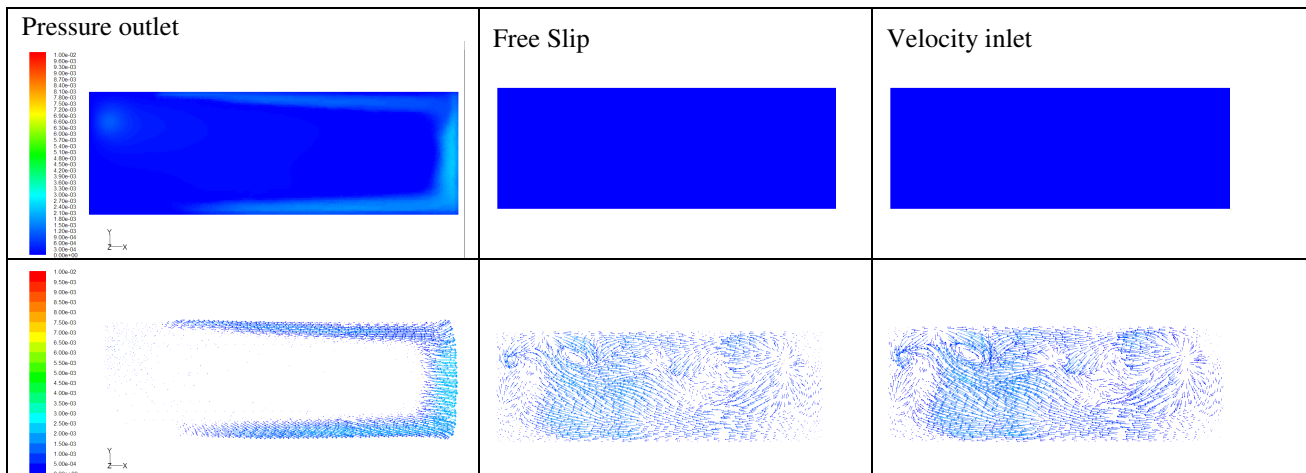 Pressure outlet
1.00e-02
9.60e-03
9.30e-03
9.00e-03
8.70e-03
8.40e-03
8.10e-03
7.80e-03
7.50e-03
7.20e-03
6.90e-03
6.60e-03
6.30e-03
6.00e-03
5.70e-03
5.40e-03
5.10e-03
4.80e-03
4.50e-03
4.20e-03
3.90e-03
3.60e-03
3.30e-03
3.00e-03
2.70e-03
2.40e-03
2.10e-03
1.80e-03
1.50e-03
1.20e-03
9.00e-04
6.00e-04
3.00e-04
0.00e+00
Y
Z X
Free Slip
Velocity inlet
1.00e-02
9.50e-03
9.00e-03
8.50e-03
8.00e-03
7.50e-03
7.00e-03
6.50e-03
6.00e-03
5.50e-03
5.00e-03
4.50e-03
4.00e-03
3.50e-03
3.00e-03
2.50e-03
2.00e-03
1.50e-03
1.00e-03
5.00e-04
Y
Z X